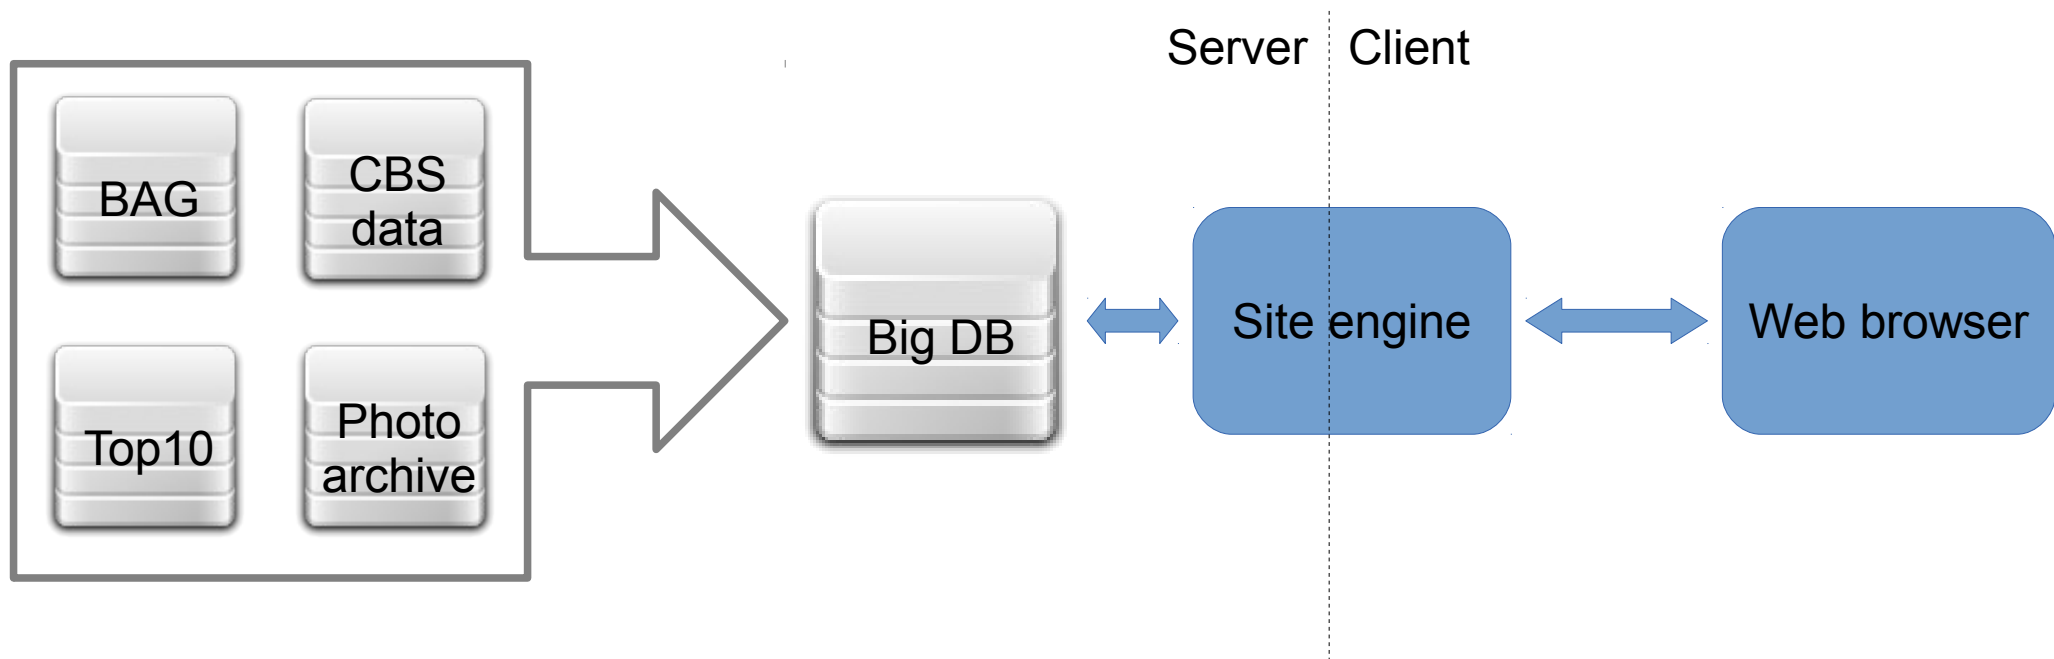 Server Client
BAG
CBS
data
Top10
Photo
archive
Big DB
Site engine
Web browser